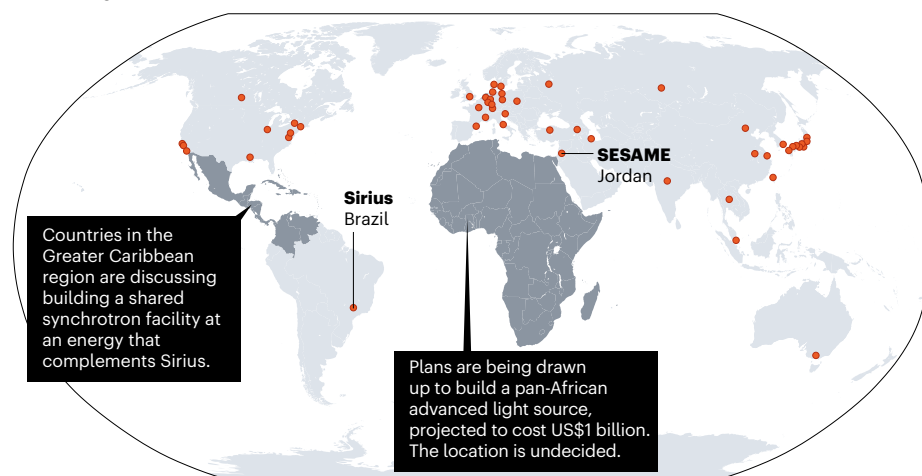 SESAME
Jordan
Sirius
Brazil
Countries in the
Greater Caribbean
region are discussing
building a shared
synchrotron facility at
an energy that
complements Sirius.
Plans are being drawn
up to build a pan-African
advanced light source,
projected to cost US$1 billion.
The location is undecided.